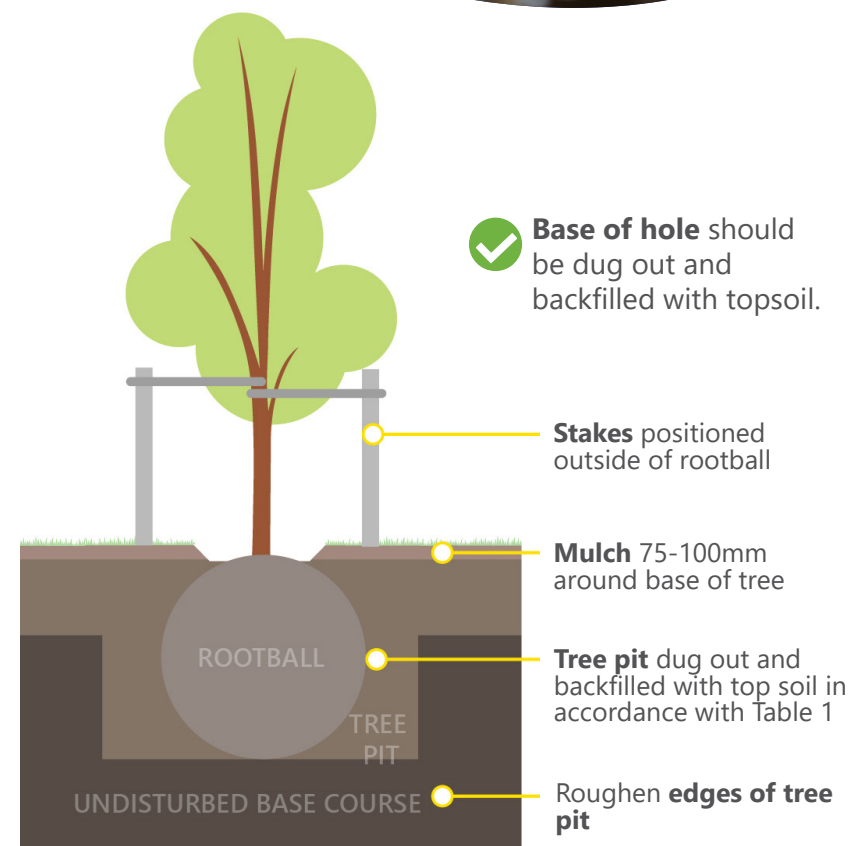 Base of hole should
be dug out and
backfilled with topsoil.
Stakes positioned
outside of rootball
Mulch 75-100mm
around base of tree
ROOTBALL
Tree pit dug out and
backfilled with top soil in
accordance with Table 1
TREE
PIT
UNDISTURBED BASE COURSE
Roughen edges of tree
pit